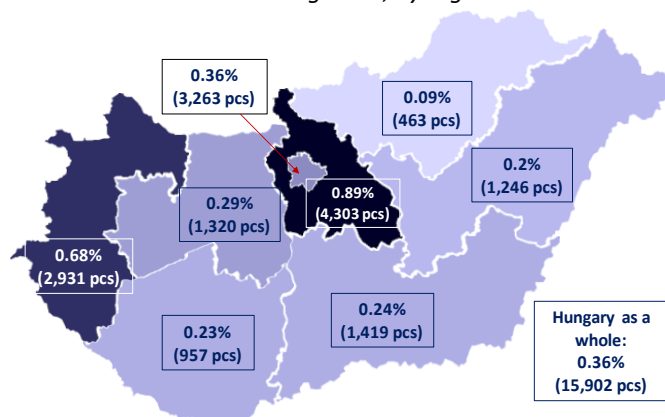 0.36%
(3,263 pcs)
0.09%
(463 pcs)
0.2%
(1,246 pcs)
0.29%
(1,320 pcs)
0.89%
(4,303 pcs)
0.68%
(2,931 pcs)
0.24%
(1,419 pcs)
0.23%
(957 pcs)
Hungary as a
whole:
0.36%
(15,902 pcs)